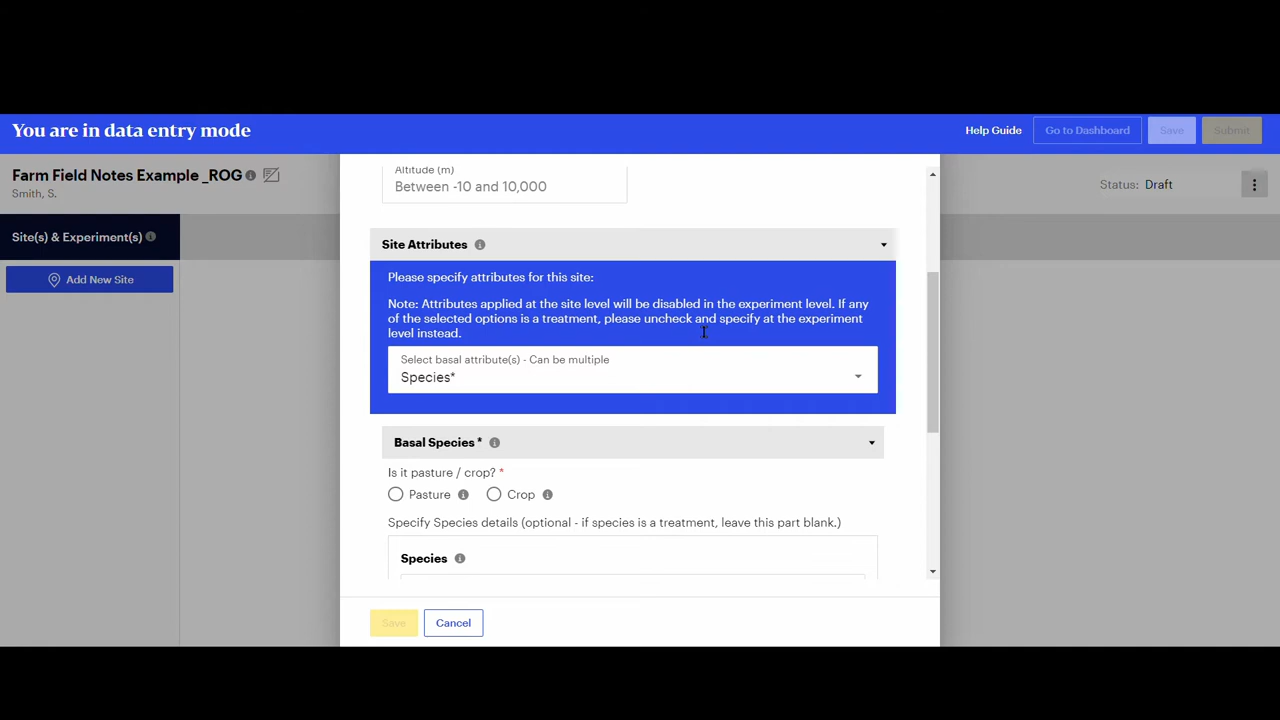 You are in data entry mode
Help Guide
Go to Dashboard
Save
Submit
Farm Field Notes Example _ROG
Smith, S.
Status: Draft
Site(s) & Experiment(s)
Add New Site
Altitude (m)
Between -10 and 10,000
Site Attributes
Please specify attributes for this site:
Note: Attributes applied at the site level will be disabled in the experiment level. If any
of the selected options is a treatment, please uncheck and specify at the experiment
level instead.
Select basal attribute(s) - Can be multiple
Species*
Basal Species *
Is it pasture / crop? *
Pasture
Crop
Specify Species details (optional - if species is a treatment, leave this part blank.)
Species
Save
Cancel